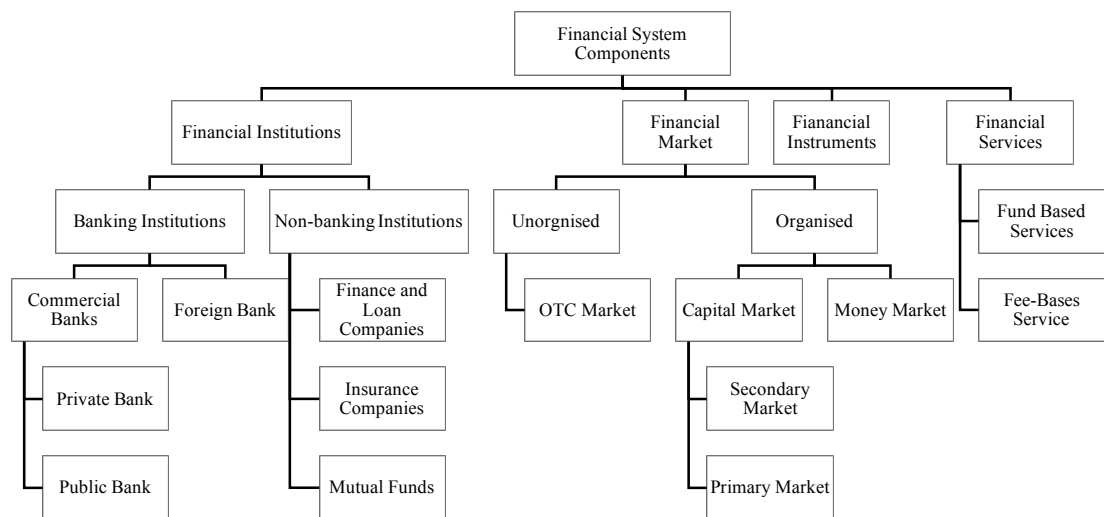 Financial System
Components
Financial Institutions
Financial
Market
Fianancial
Instruments
Financial
Services
Banking Institutions
Non-banking Institutions
Unorgnised
Organised
Fund Based
Services
Commercial
Banks
Foreign Bank
Finance and
Loan
Companies
OTC Market
Capital Market
Money Market
Fee-Bases
Service
Private Bank
Insurance
Companies
Secondary
Market
Public Bank
Mutual Funds
Primary Market